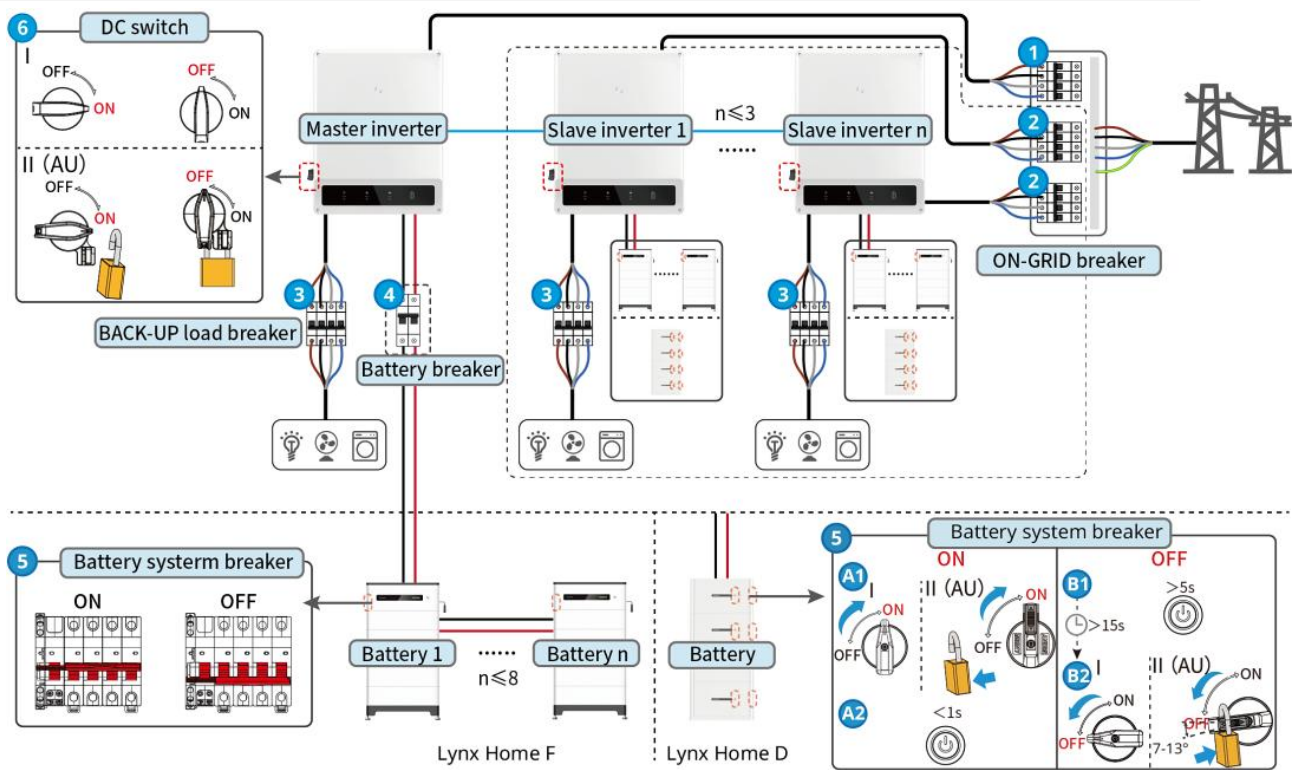 6
DC switch
I
OFF
ON
OFF
ON
II (AU)
OFF
ON
OFF
ON
Master inverter
Slave inverter 1
n≤3
......
Slave inverter n
1
2
2
ON-GRID breaker
3
BACK-UP load breaker
4
Battery breaker
3
......
3
......
5
Battery systerm breaker
ON
OFF
Battery 1
......
n≤8
Battery n
Lynx Home F
Battery
Lynx Home D
5
Battery system breaker
ON
OFF
A1
I
ON
OFF
II (AU)
ON
OFF
A2
<1s
B1
>15s
>5s
B2
I
ON
OFF
II (AU)
ON
OFF
7-13°